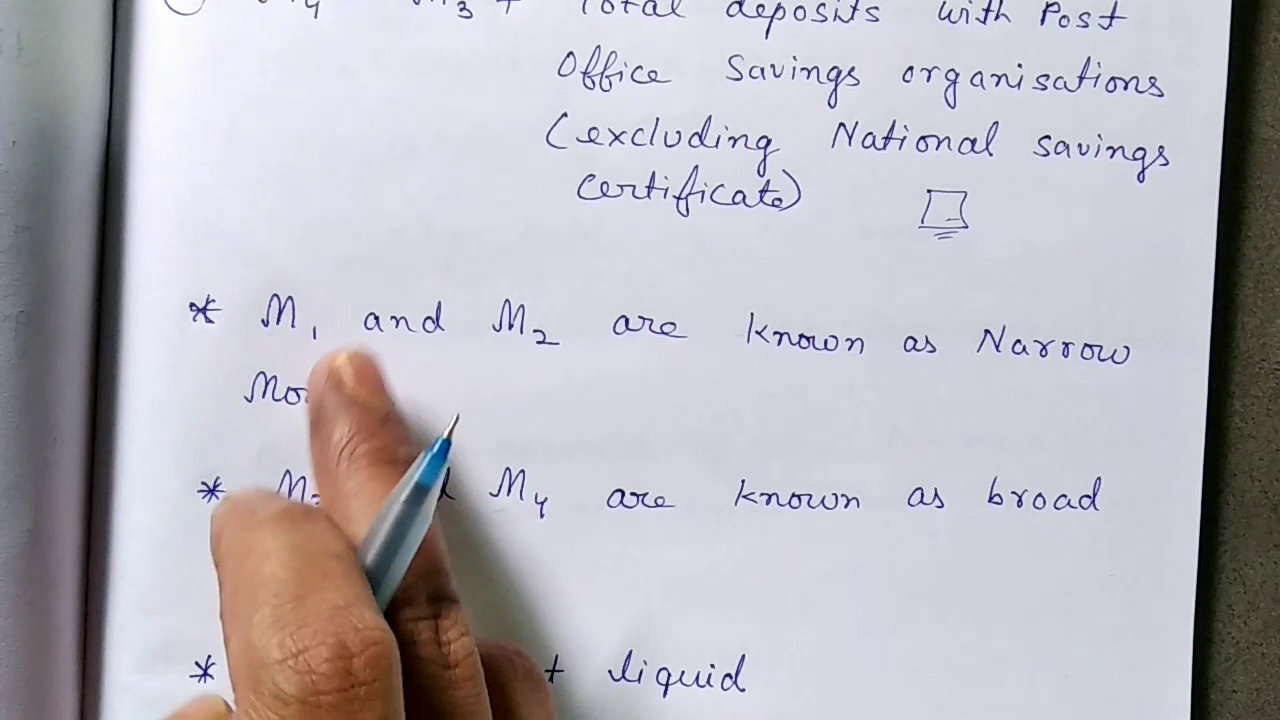 Total deposits with Post
Office Savings organisations
(excluding National savings
certificate)
* M1 and M2 are known as Narrow
* M4 are known as broad
* liquid